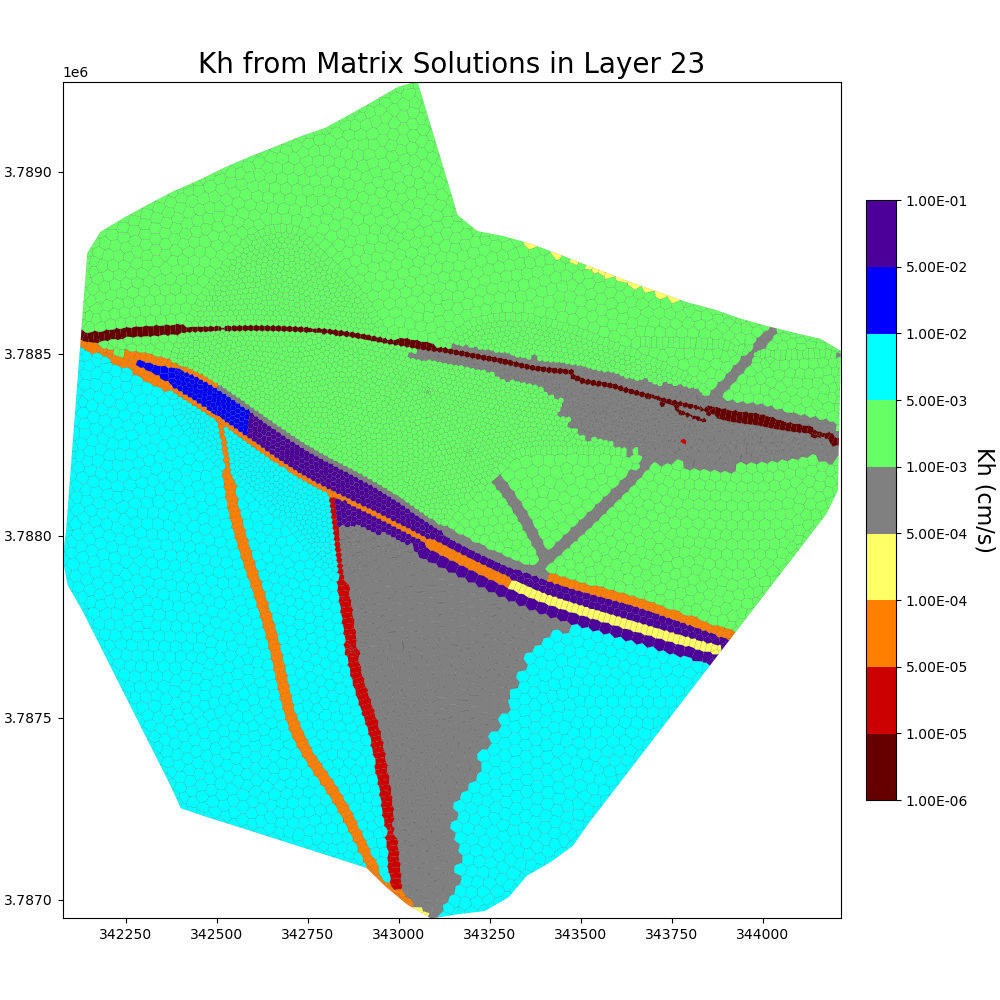 Kh from Matrix Solutions in Layer 23
1e6
3.7890
3.7885
3.7880
3.7875
3.7870
342250 342500 342750 343000 343250 343500 343750 344000
1.00E-01
5.00E-02
1.00E-02
5.00E-03
1.00E-03
5.00E-04
1.00E-04
5.00E-05
1.00E-05
1.00E-06
Kh (cm/s)